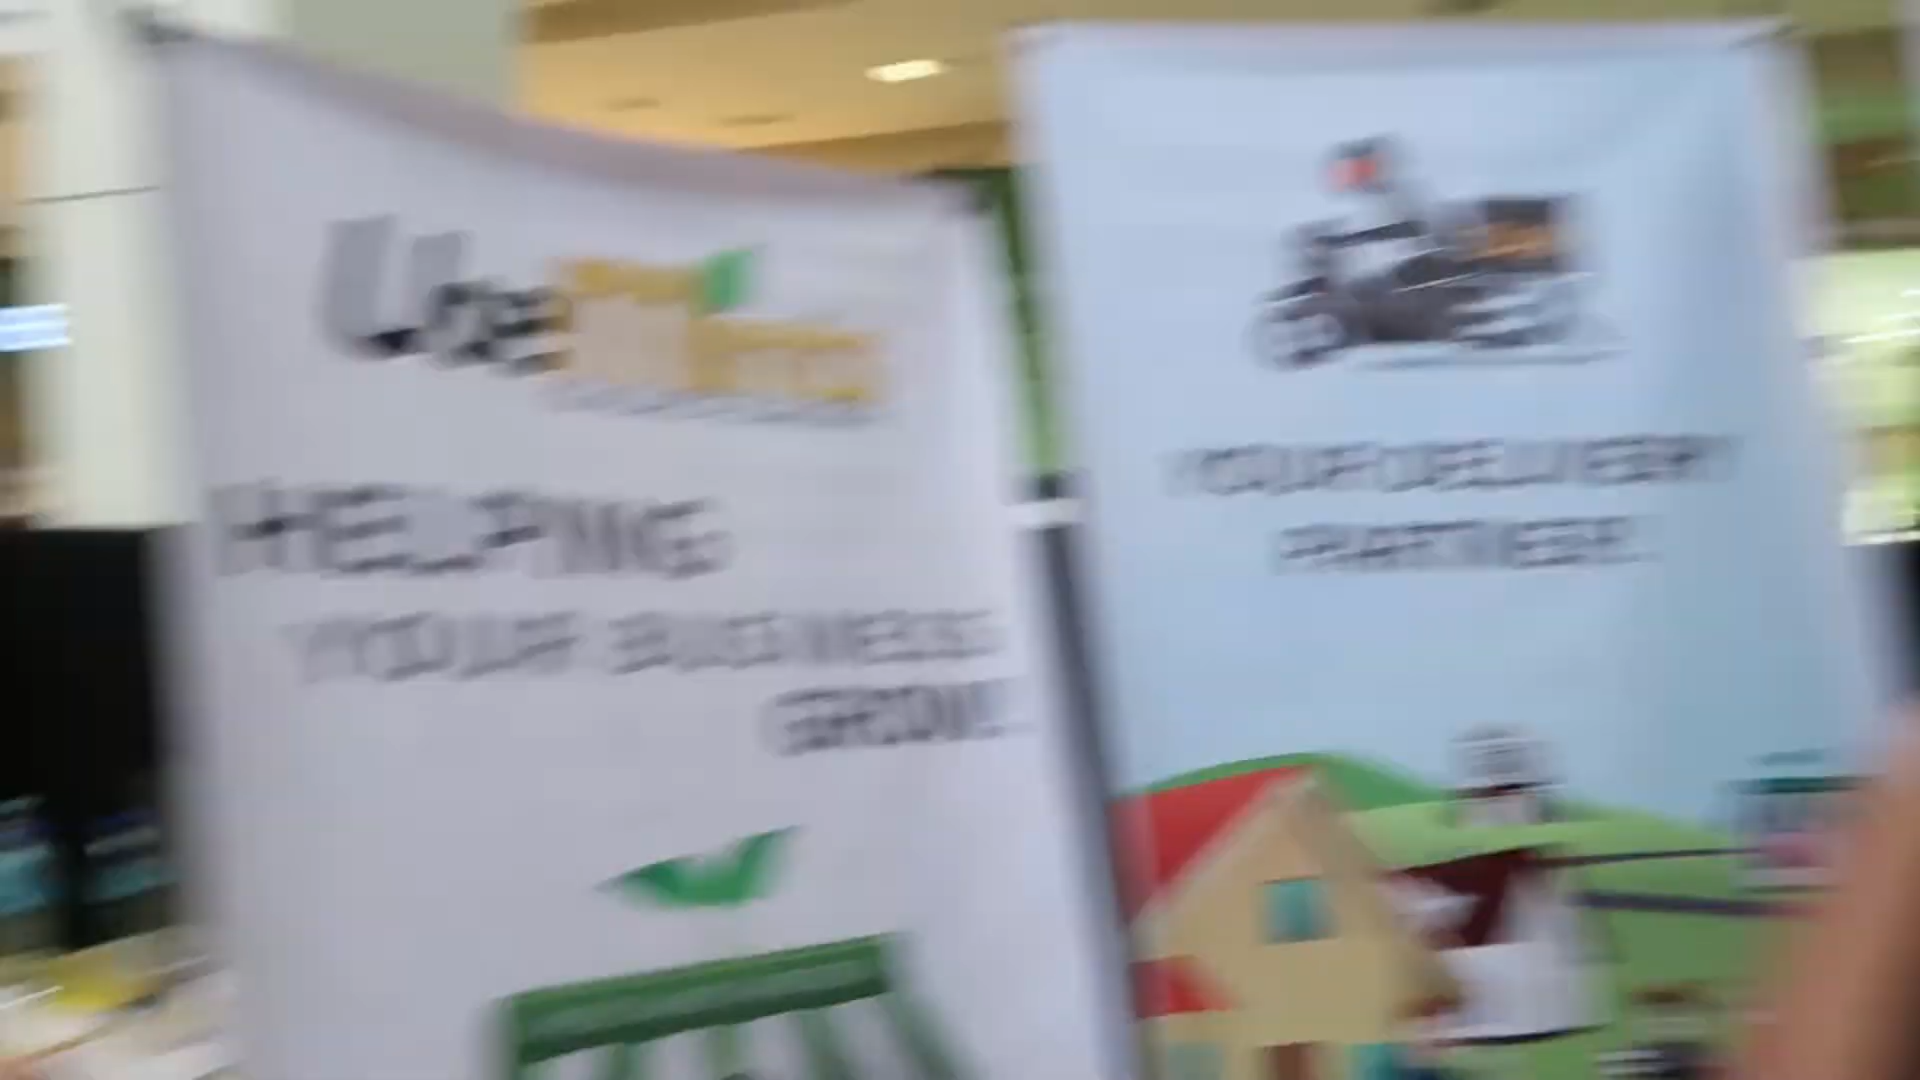 HELPING
YOUR BUSINESS
GROW.
YOUR DELIVERY
PARTNER.